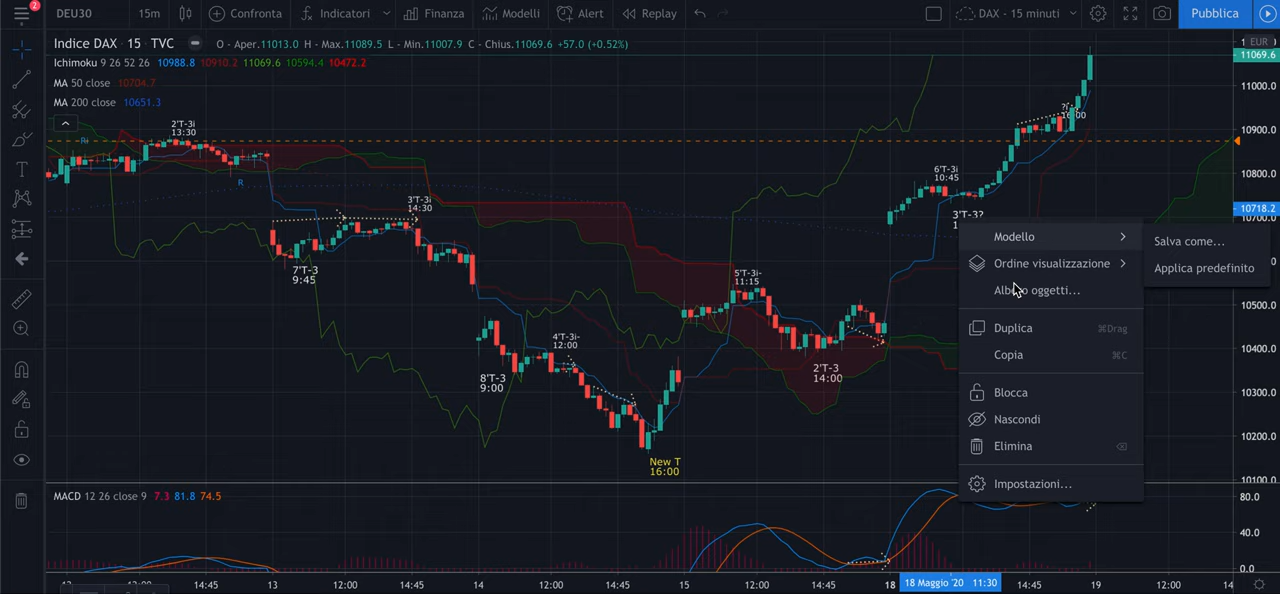 2
DEU30 15m Confronta Indicatori Finanza Modelli Alert Replay DAX - 15 minuti Pubblica
Indice DAX · 15 · TVC O - Aper.11013.0 H - Max.11089.5 L - Min.11007.9 C - Chius.11069.6 +57.0 (+0.52%)
Ichimoku 9 26 52 26 10988.8 10910.2 11069.6 10594.4 10472.2
MA 50 close 10704.7
MA 200 close 10651.3
EUR
11069.6
11000.0
10900.0
10800.0
10718.2
10700.0
10500.0
10400.0
10300.0
10200.0
10100.0
2'T-3i
13:30
R
3'T-3i
14:30
7'T-3
9:45
8'T-3
9:00
4'T-3i-
12:00
New T
16:00
5'T-3i-
11:15
2'T-3
14:00
6'T-3i
10:45
3'T-3?
Modello
Ordine visualizzazione
Albero oggetti...
Duplica ⌘Drag
Copia ⌘C
Blocca
Nascondi
Elimina
Impostazioni...
Salva come...
Applica predefinito
MACD 12 26 close 9 7.3 81.8 74.5
80.0
40.0
0.0
14:45 13 12:00 14:45 14 12:00 14:45 15 12:00 14:45 18 18 Maggio '20 11:30 14:45 19 12:00